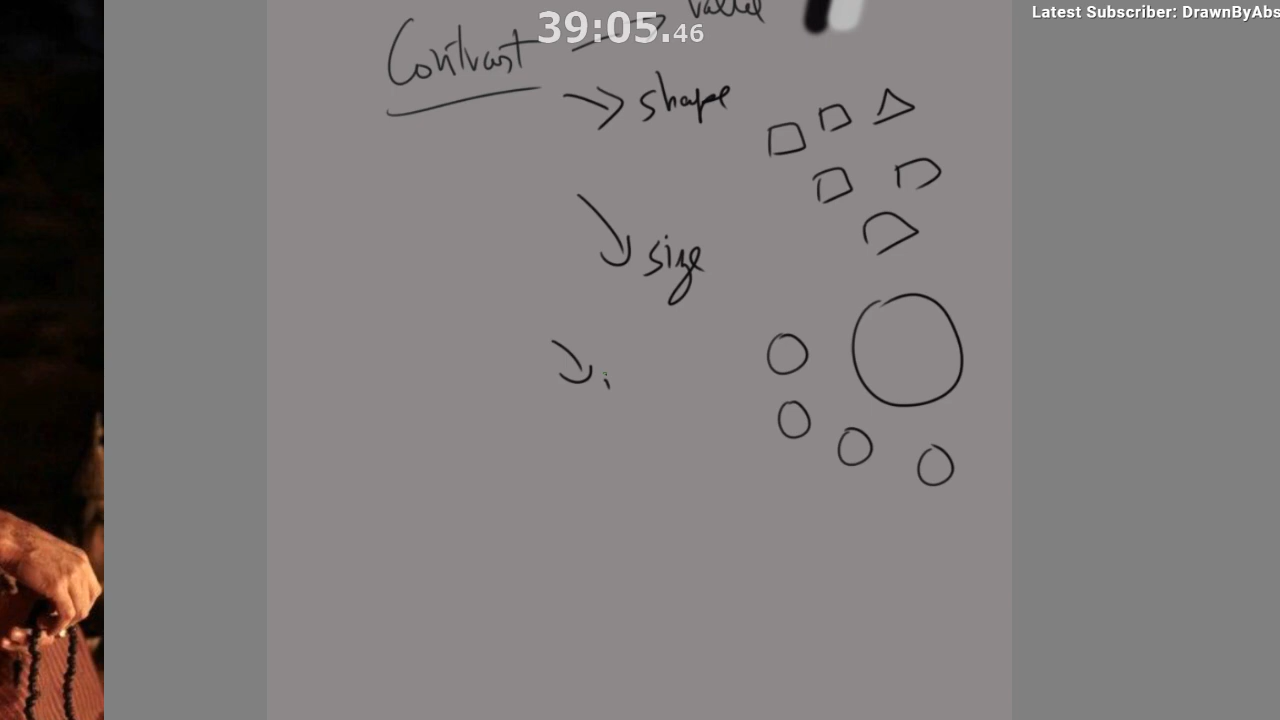 39:05.46
Latest Subscriber: DrawnByAbs
Contrast → value
→ shape
size